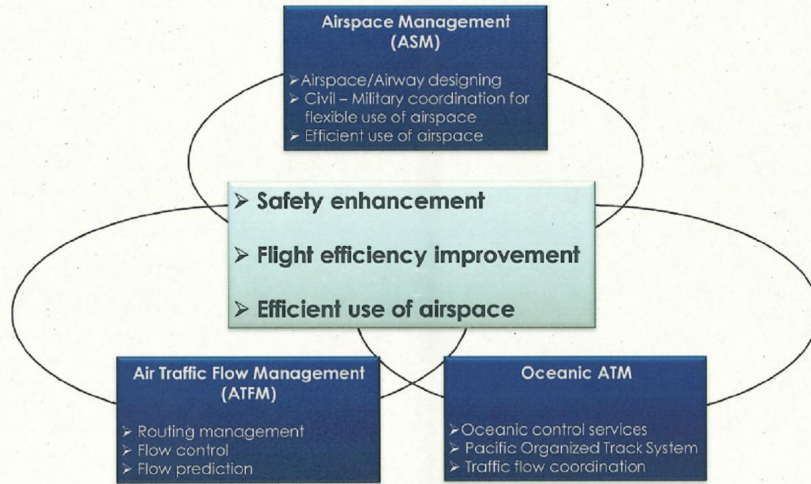 Airspace Management
(ASM)
➢ Airspace/Airway designing
➢ Civil – Military coordination for
flexible use of airspace
➢ Efficient use of airspace
➢ Safety enhancement
➢ Flight efficiency improvement
➢ Efficient use of airspace
Air Traffic Flow Management
(ATFM)
➢ Routing management
➢ Flow control
➢ Flow prediction
Oceanic ATM
➢ Oceanic control services
➢ Pacific Organized Track System
➢ Traffic flow coordination